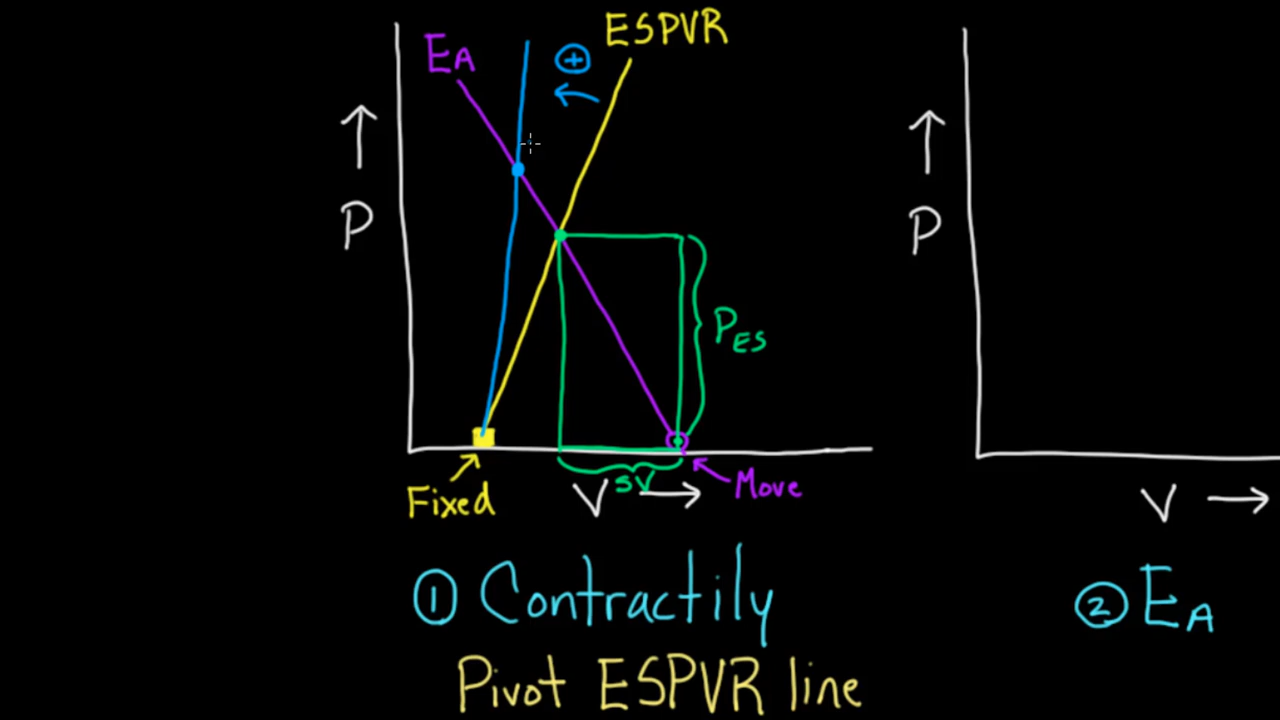 EA
⊕
ESPVR
←
↑
P
PES
Fixed
SV
V →
Move
① Contractily
Pivot ESPVR line
↑
P
V →
② EA